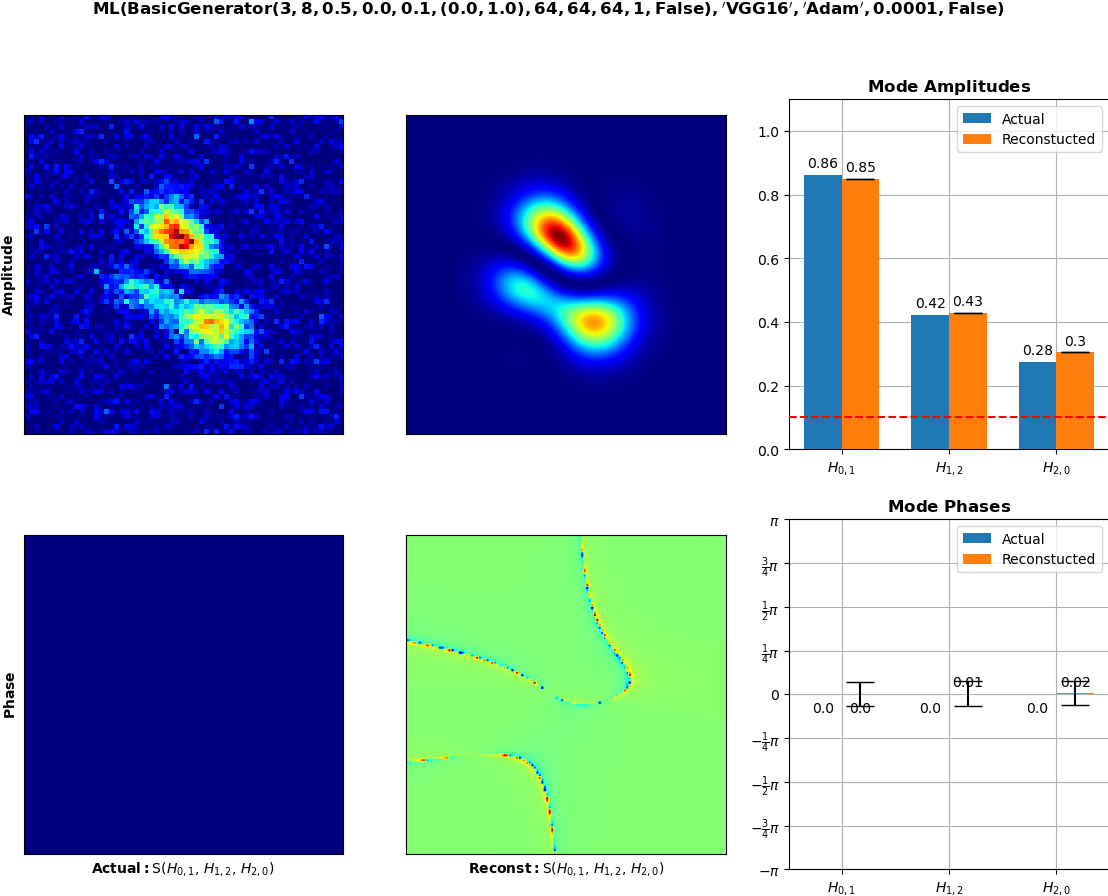 ML(BasicGenerator(3, 8, 0.5, 0.0, 0.1, (0.0, 1.0), 64, 64, 64, 1, False), ′VGG16′, ′Adam′, 0.0001, False)
Amplitude
Mode Amplitudes
Actual
Reconstucted
1.0
0.8
0.6
0.4
0.2
0.0
0.86
0.85
0.42
0.43
0.28
0.3
H0,1
H1,2
H2,0
Phase
Actual: S(H0,1, H1,2, H2,0)
Reconst: S(H0,1, H1,2, H2,0)
Mode Phases
Actual
Reconstucted
π
3/4π
1/2π
1/4π
0
−1/4π
−1/2π
−3/4π
−π
0.0
0.0
0.0
0.01
0.0
0.02
H0,1
H1,2
H2,0